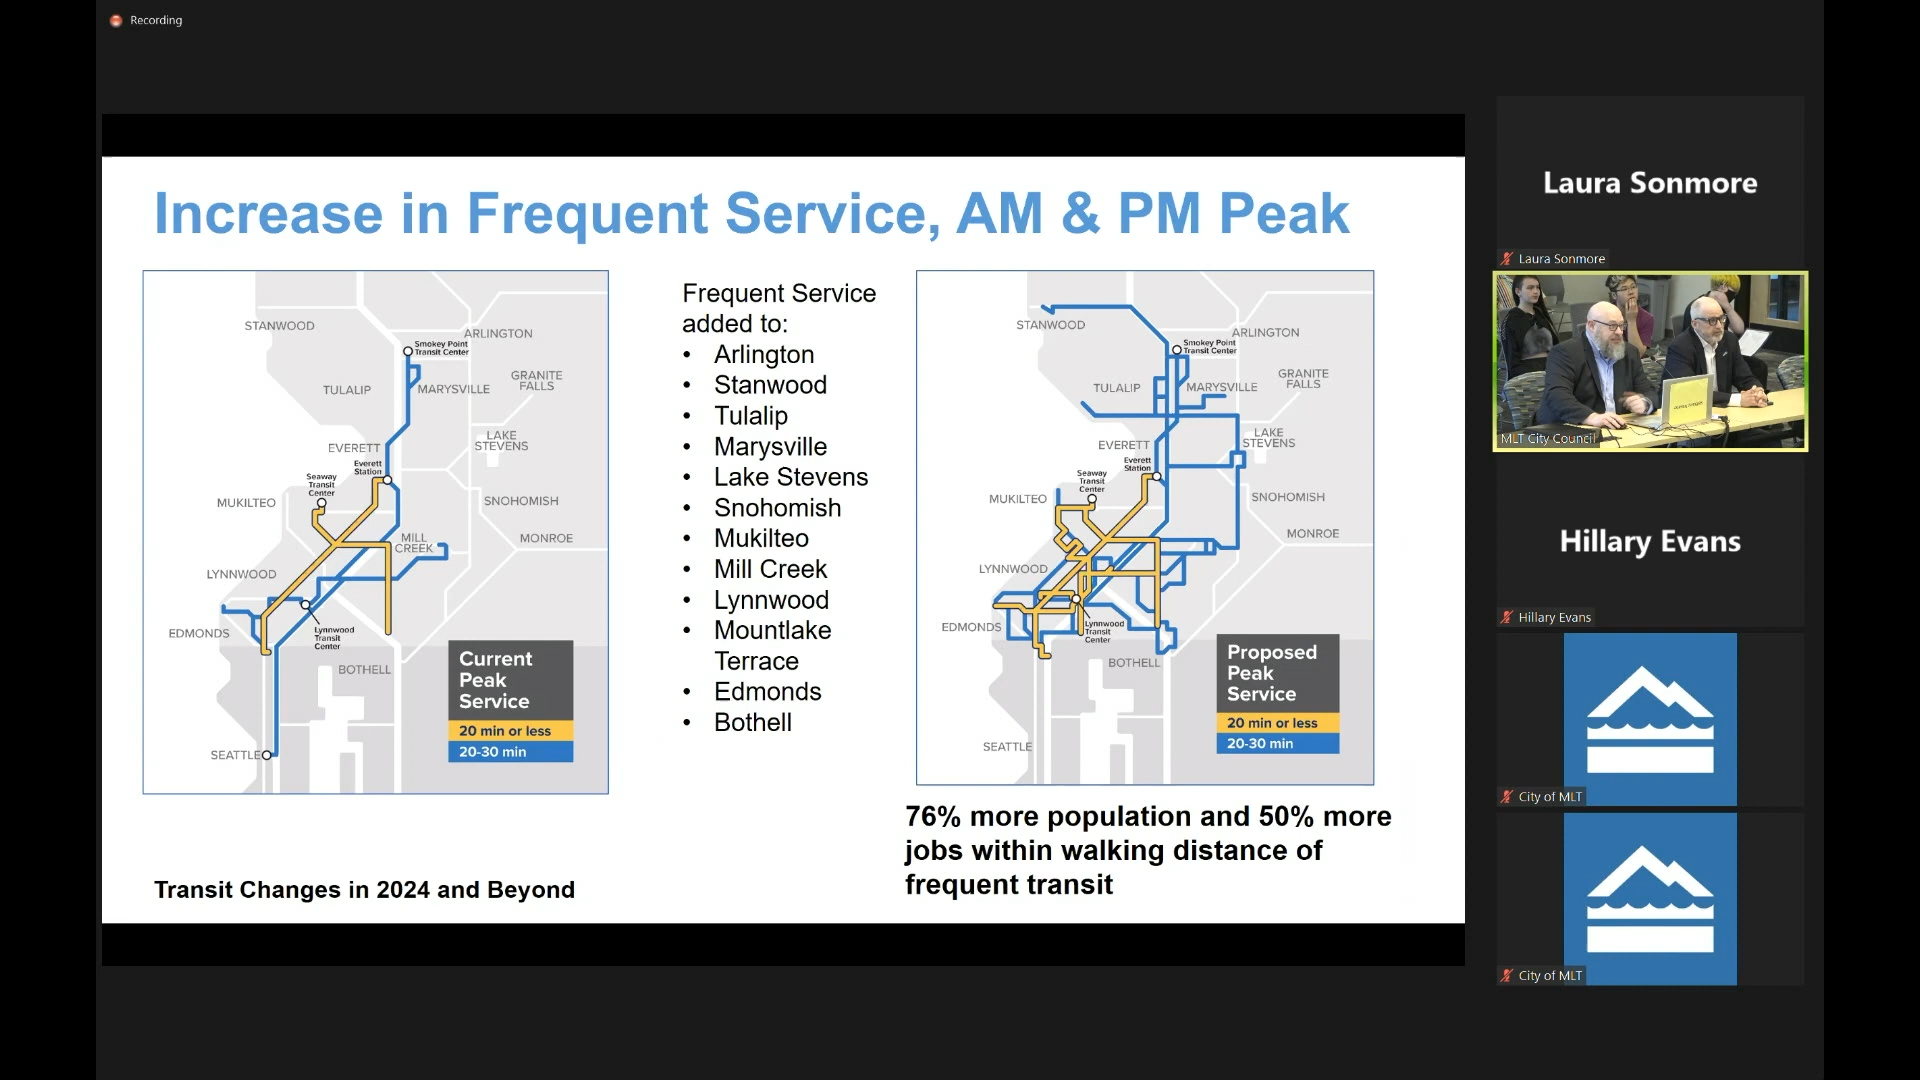 Recording
Increase in Frequent Service, AM & PM Peak
STANWOOD
ARLINGTON
Smokey Point
Transit Center
TULALIP
MARYSVILLE
GRANITE
FALLS
EVERETT
LAKE
STEVENS
Everett
Station
Seaway
Transit
Center
MUKILTEO
SNOHOMISH
MILL
CREEK
MONROE
LYNNWOOD
EDMONDS
Lynnwood
Transit
Center
BOTHELL
SEATTLE
Current
Peak
Service
20 min or less
20-30 min
Frequent Service
added to:
• Arlington
• Stanwood
• Tulalip
• Marysville
• Lake Stevens
• Snohomish
• Mukilteo
• Mill Creek
• Lynnwood
• Mountlake
Terrace
• Edmonds
• Bothell
STANWOOD
ARLINGTON
Smokey Point
Transit Center
TULALIP
MARYSVILLE
GRANITE
FALLS
EVERETT
LAKE
STEVENS
Everett
Station
Seaway
Transit
Center
MUKILTEO
SNOHOMISH
MONROE
LYNNWOOD
EDMONDS
Lynnwood
Transit
Center
BOTHELL
SEATTLE
Proposed
Peak
Service
20 min or less
20-30 min
76% more population and 50% more
jobs within walking distance of
frequent transit
Transit Changes in 2024 and Beyond
Laura Sonmore
Laura Sonmore
MLT City Council
Hillary Evans
Hillary Evans
City of MLT
City of MLT